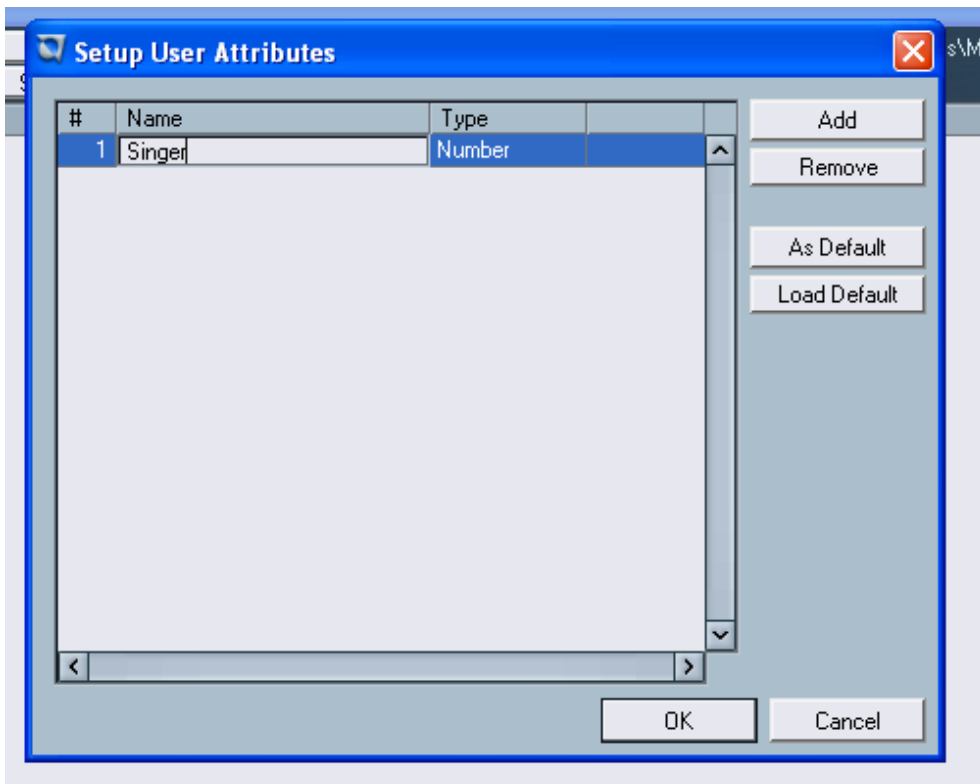 Setup User Attributes
s\M
# Name Type
1 Singer Number
Add
Remove
As Default
Load Default
OK Cancel